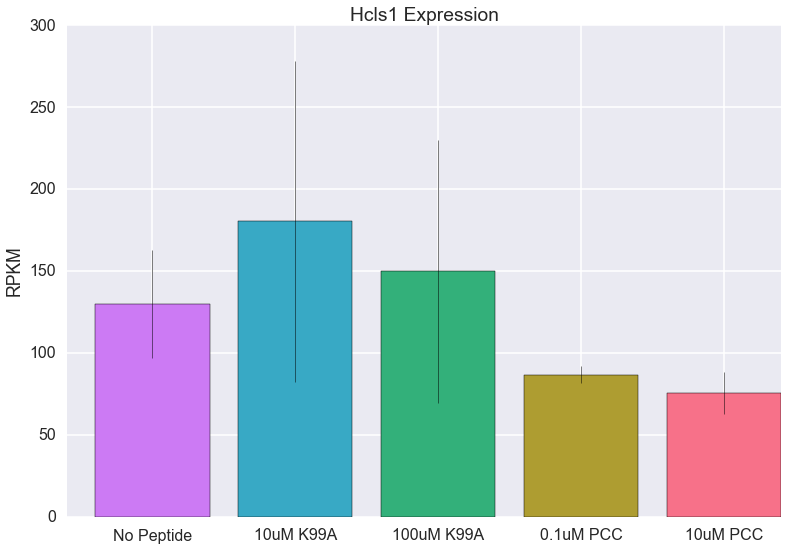 Hcls1 Expression
300
250
200
150
100
50
0
RPKM
No Peptide
10uM K99A
100uM K99A
0.1uM PCC
10uM PCC